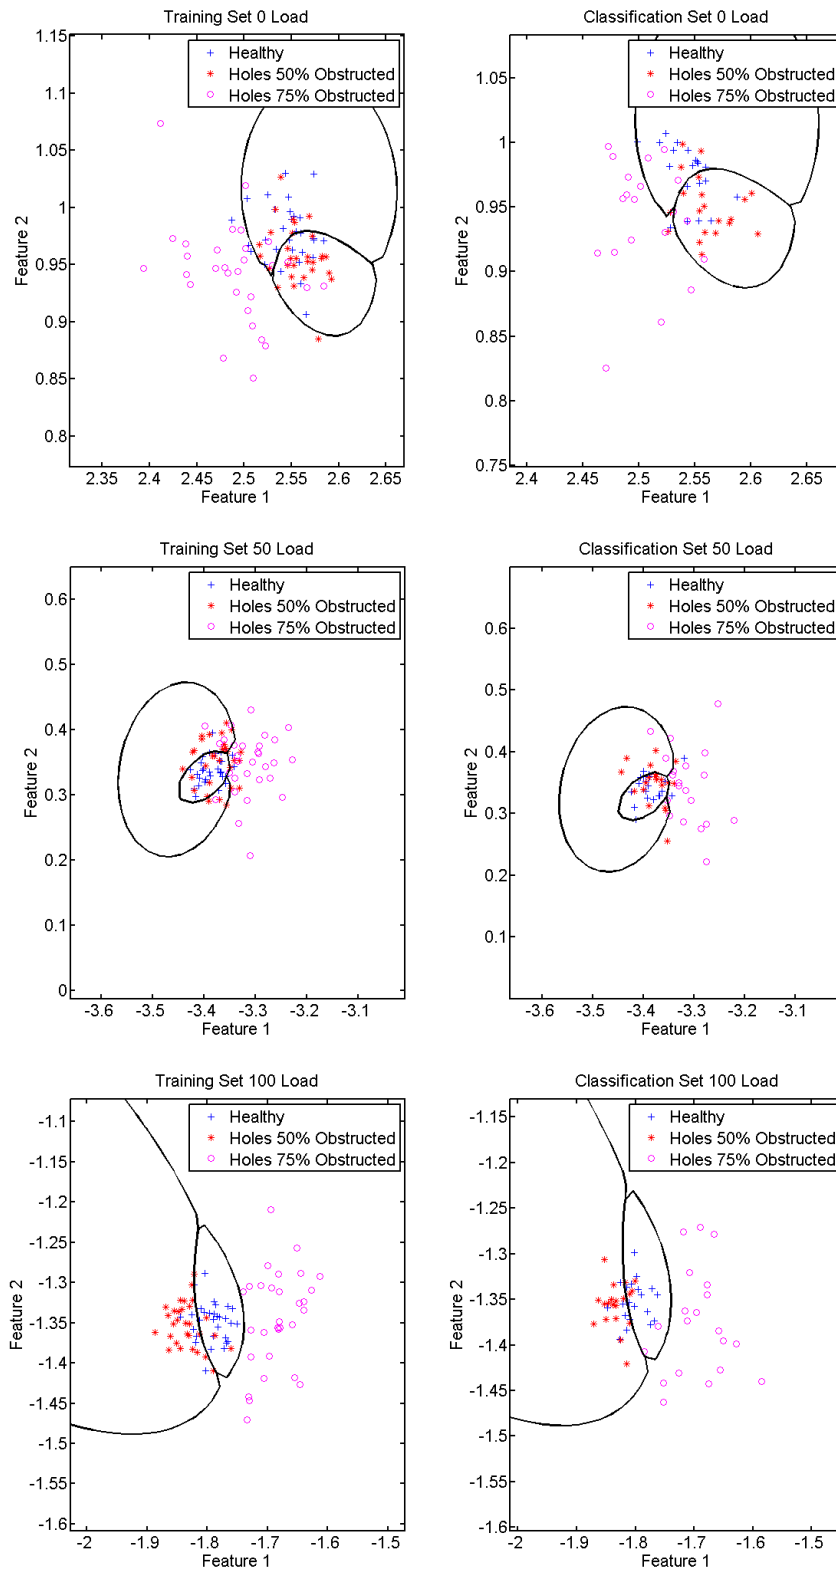 Training Set 0 Load
Healthy
Holes 50% Obstructed
Holes 75% Obstructed
1.15
1.1
1.05
1
0.95
0.9
0.85
0.8
Feature 2
2.35 2.4 2.45 2.5 2.55 2.6 2.65
Feature 1
Classification Set 0 Load
Healthy
Holes 50% Obstructed
Holes 75% Obstructed
1.05
1
0.95
0.9
0.85
0.8
0.75
Feature 2
2.4 2.45 2.5 2.55 2.6 2.65
Feature 1
Training Set 50 Load
Healthy
Holes 50% Obstructed
Holes 75% Obstructed
0.6
0.5
0.4
0.3
0.2
0.1
0
Feature 2
-3.6 -3.5 -3.4 -3.3 -3.2 -3.1
Feature 1
Classification Set 50 Load
Healthy
Holes 50% Obstructed
Holes 75% Obstructed
0.6
0.5
0.4
0.3
0.2
0.1
Feature 2
-3.6 -3.5 -3.4 -3.3 -3.2 -3.1
Feature 1
Training Set 100 Load
Healthy
Holes 50% Obstructed
Holes 75% Obstructed
-1.1
-1.15
-1.2
-1.25
-1.3
-1.35
-1.4
-1.45
-1.5
-1.55
-1.6
Feature 2
-2 -1.9 -1.8 -1.7 -1.6 -1.5
Feature 1
Classification Set 100 Load
Healthy
Holes 50% Obstructed
Holes 75% Obstructed
-1.15
-1.2
-1.25
-1.3
-1.35
-1.4
-1.45
-1.5
-1.55
-1.6
Feature 2
-2 -1.9 -1.8 -1.7 -1.6 -1.5
Feature 1